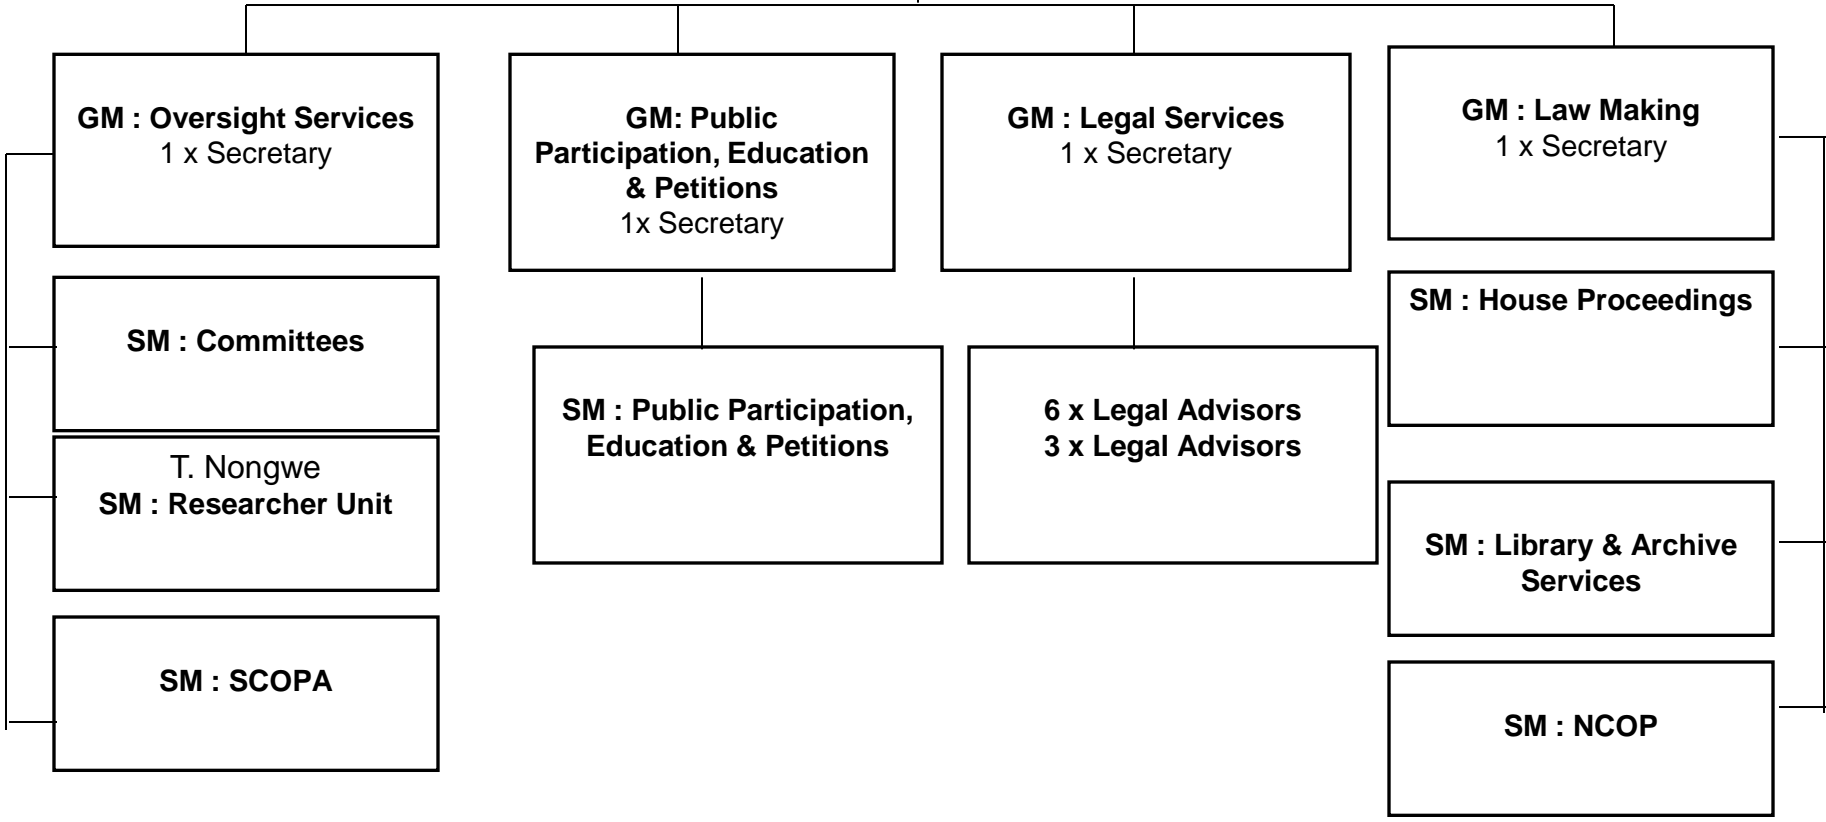 GM : Oversight Services
1 x Secretary
SM : Committees
T. Nongwe
SM : Researcher Unit
SM : SCOPA
GM: Public
Participation, Education
& Petitions
1x Secretary
SM : Public Participation,
Education & Petitions
GM : Legal Services
1 x Secretary
6 x Legal Advisors
3 x Legal Advisors
GM : Law Making
1 x Secretary
SM : House Proceedings
SM : Library & Archive
Services
SM : NCOP